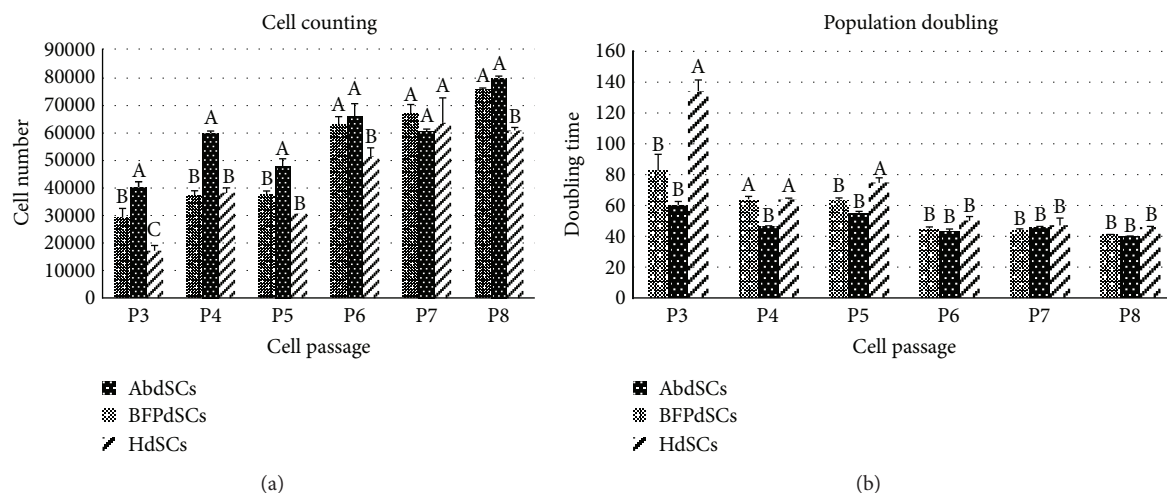 Cell counting
90000
80000
70000
60000
50000
40000
30000
20000
10000
0
Cell number
B A C
B A B
B A B
A A B
A A A
A A B
P3 P4 P5 P6 P7 P8
Cell passage
AbdSCs
BFPdSCs
HdSCs
(a)
Population doubling
160
140
120
100
80
60
40
20
0
Doubling time
B B A
A B A
B B A
B B B
B B B
B B B
P3 P4 P5 P6 P7 P8
Cell passage
AbdSCs
BFPdSCs
HdSCs
(b)